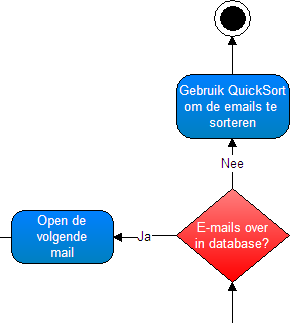 Gebruik QuickSort
om de emails te
sorteren
Nee
E-mails over
in database?
Ja
Open de
volgende
mail